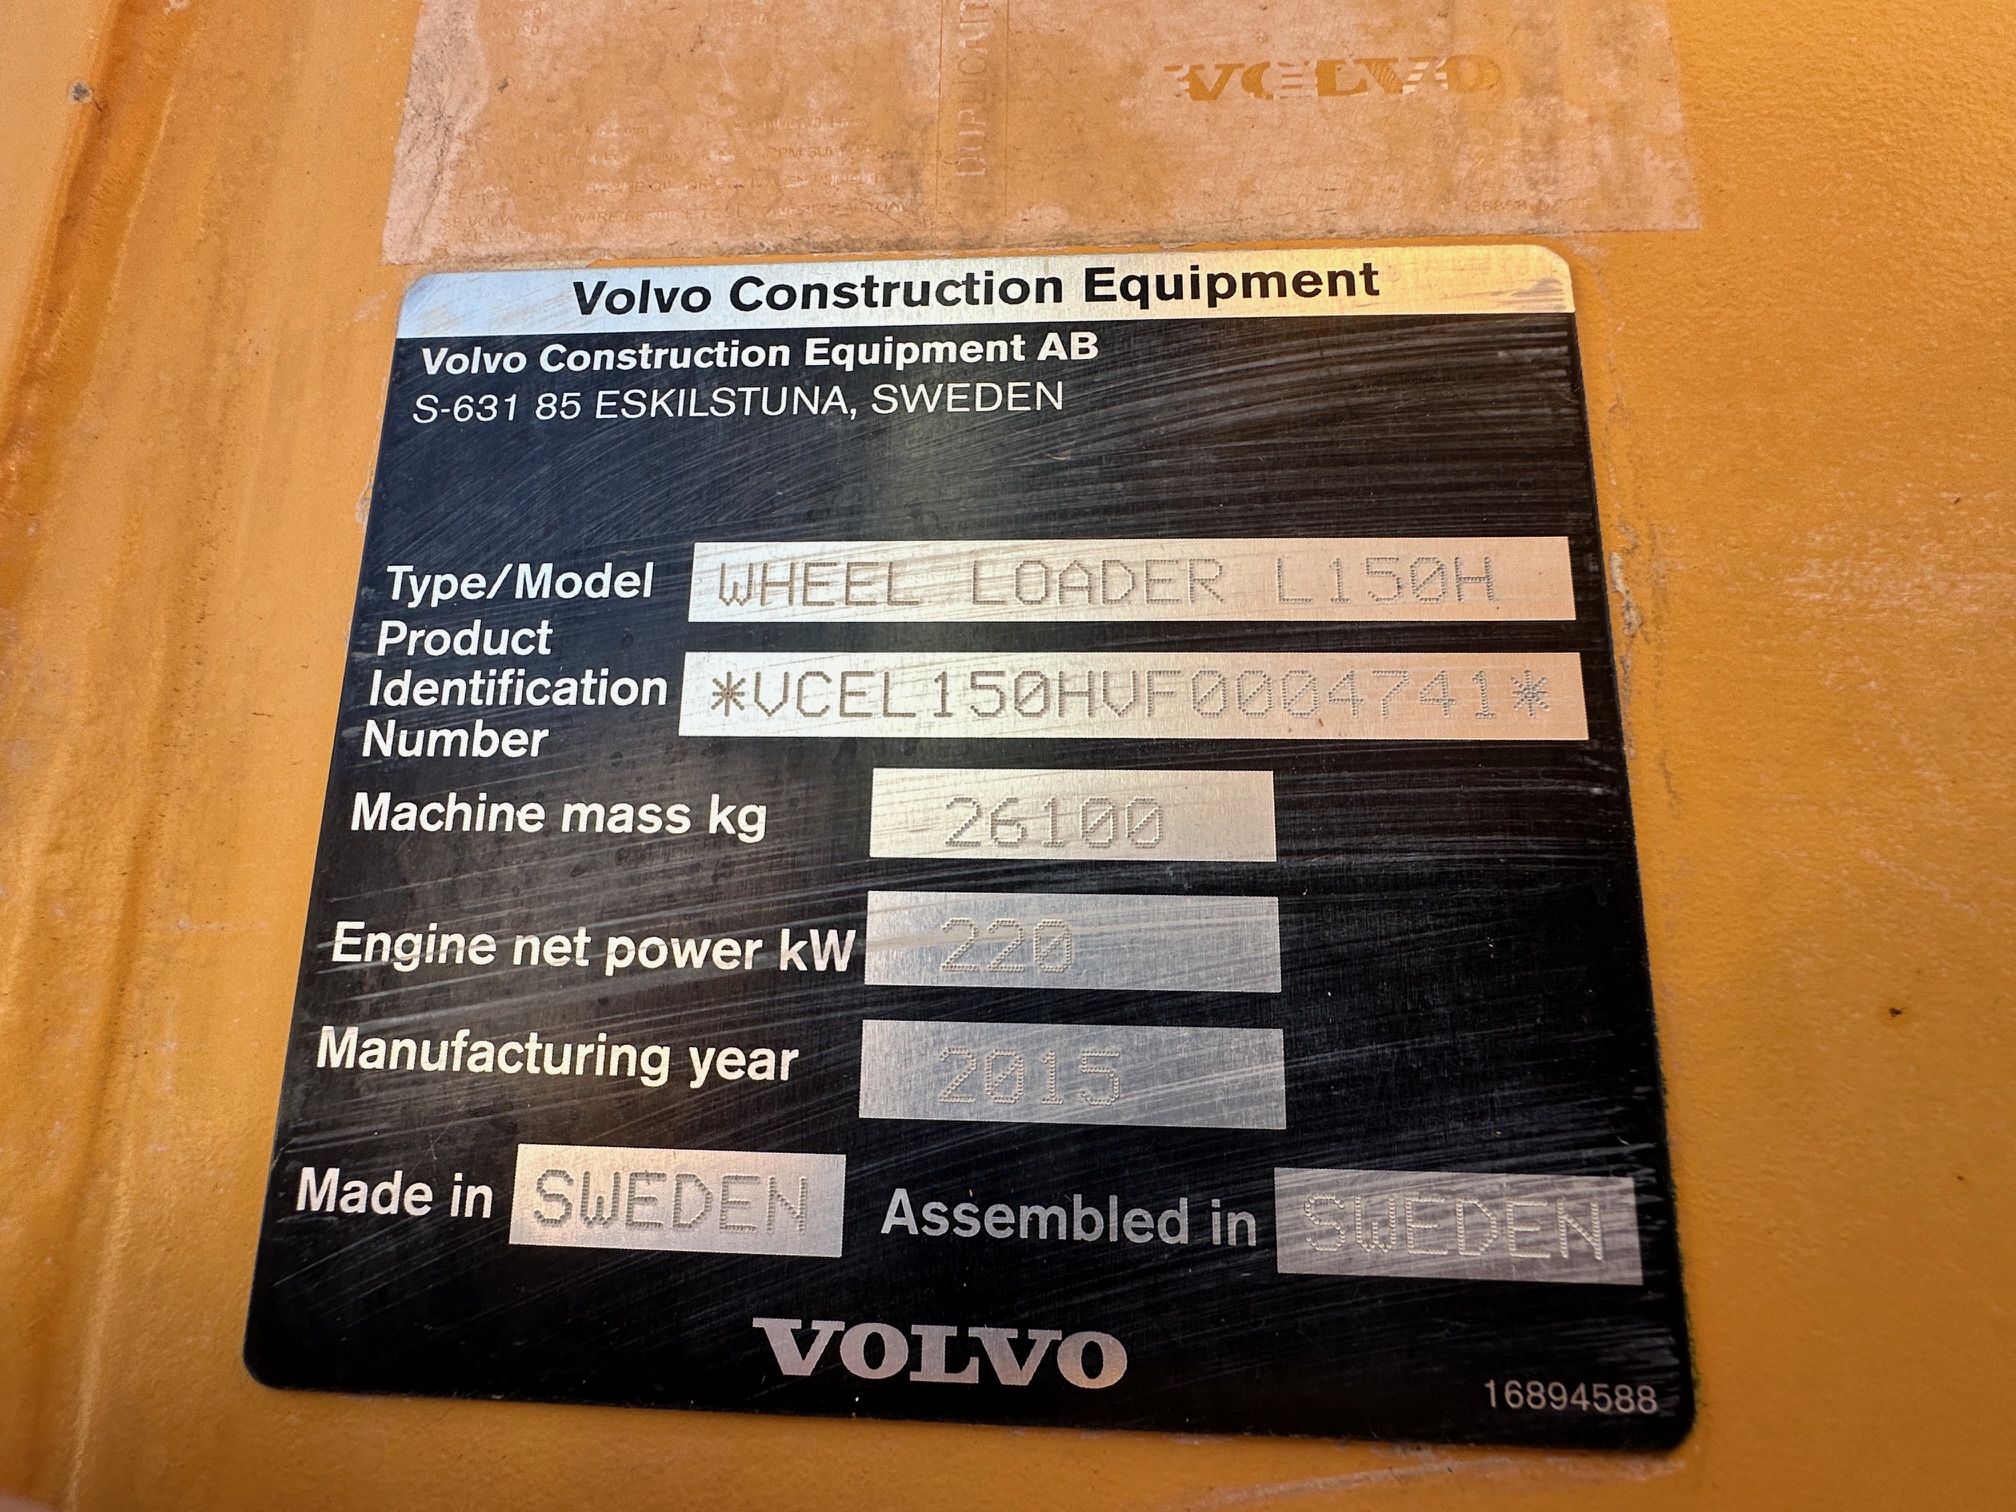 DUPLICATE
VOLVO
Volvo Construction Equipment
Volvo Construction Equipment AB
S-631 85 ESKILSTUNA, SWEDEN
Type/Model WHEEL LOADER L150H
Product
Identification *VCEL150HVF0004741*
Number
Machine mass kg 26100
Engine net power kW 220
Manufacturing year 2015
Made in SWEDEN Assembled in SWEDEN
VOLVO
16894588